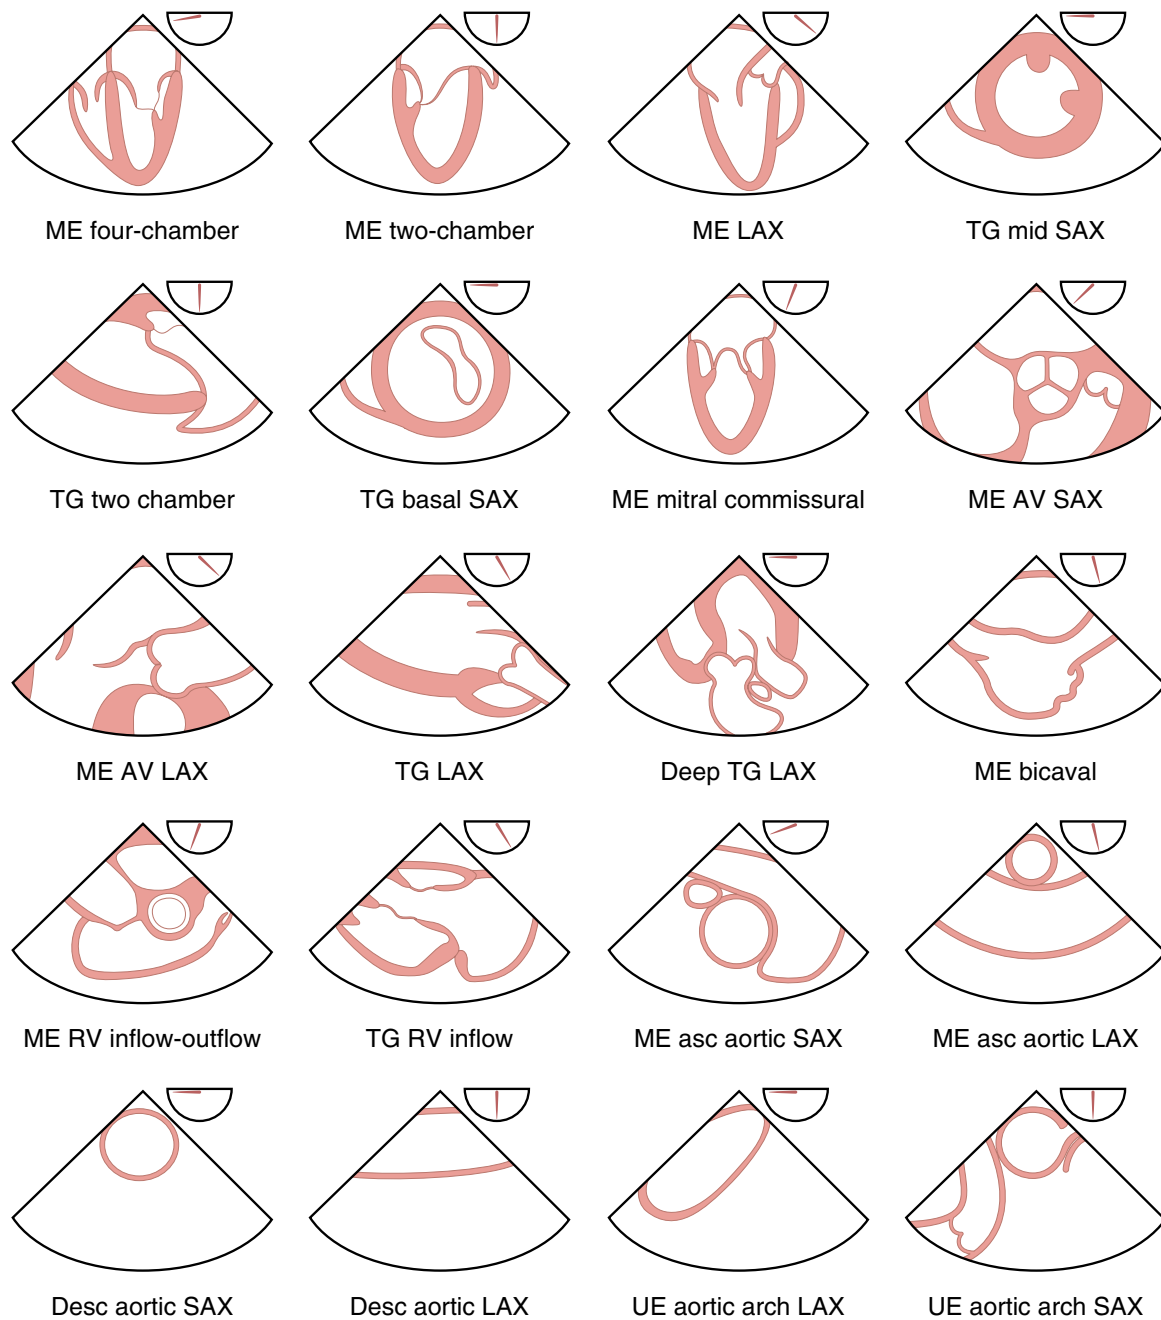 ME four-chamber
ME two-chamber
ME LAX
TG mid SAX
TG two chamber
TG basal SAX
ME mitral commissural
ME AV SAX
ME AV LAX
TG LAX
Deep TG LAX
ME bicaval
ME RV inflow-outflow
TG RV inflow
ME asc aortic SAX
ME asc aortic LAX
Desc aortic SAX
Desc aortic LAX
UE aortic arch LAX
UE aortic arch SAX